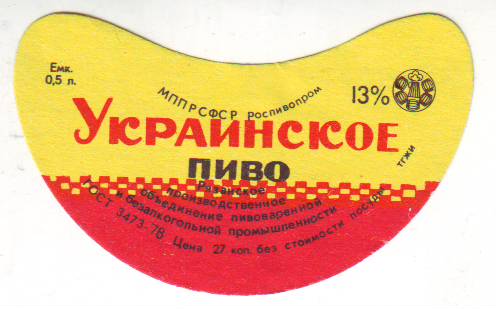 Емк.
0,5 л.
МППРСФСР Роспивопром
13%
УКРАИНСКОЕ
ПИВО
Рязанское
производственное
объединение пивоваренной
и безалкогольной промышленности
ГОСТ 3473-78 Цена 27 коп. без стоимости посуды
тгжи